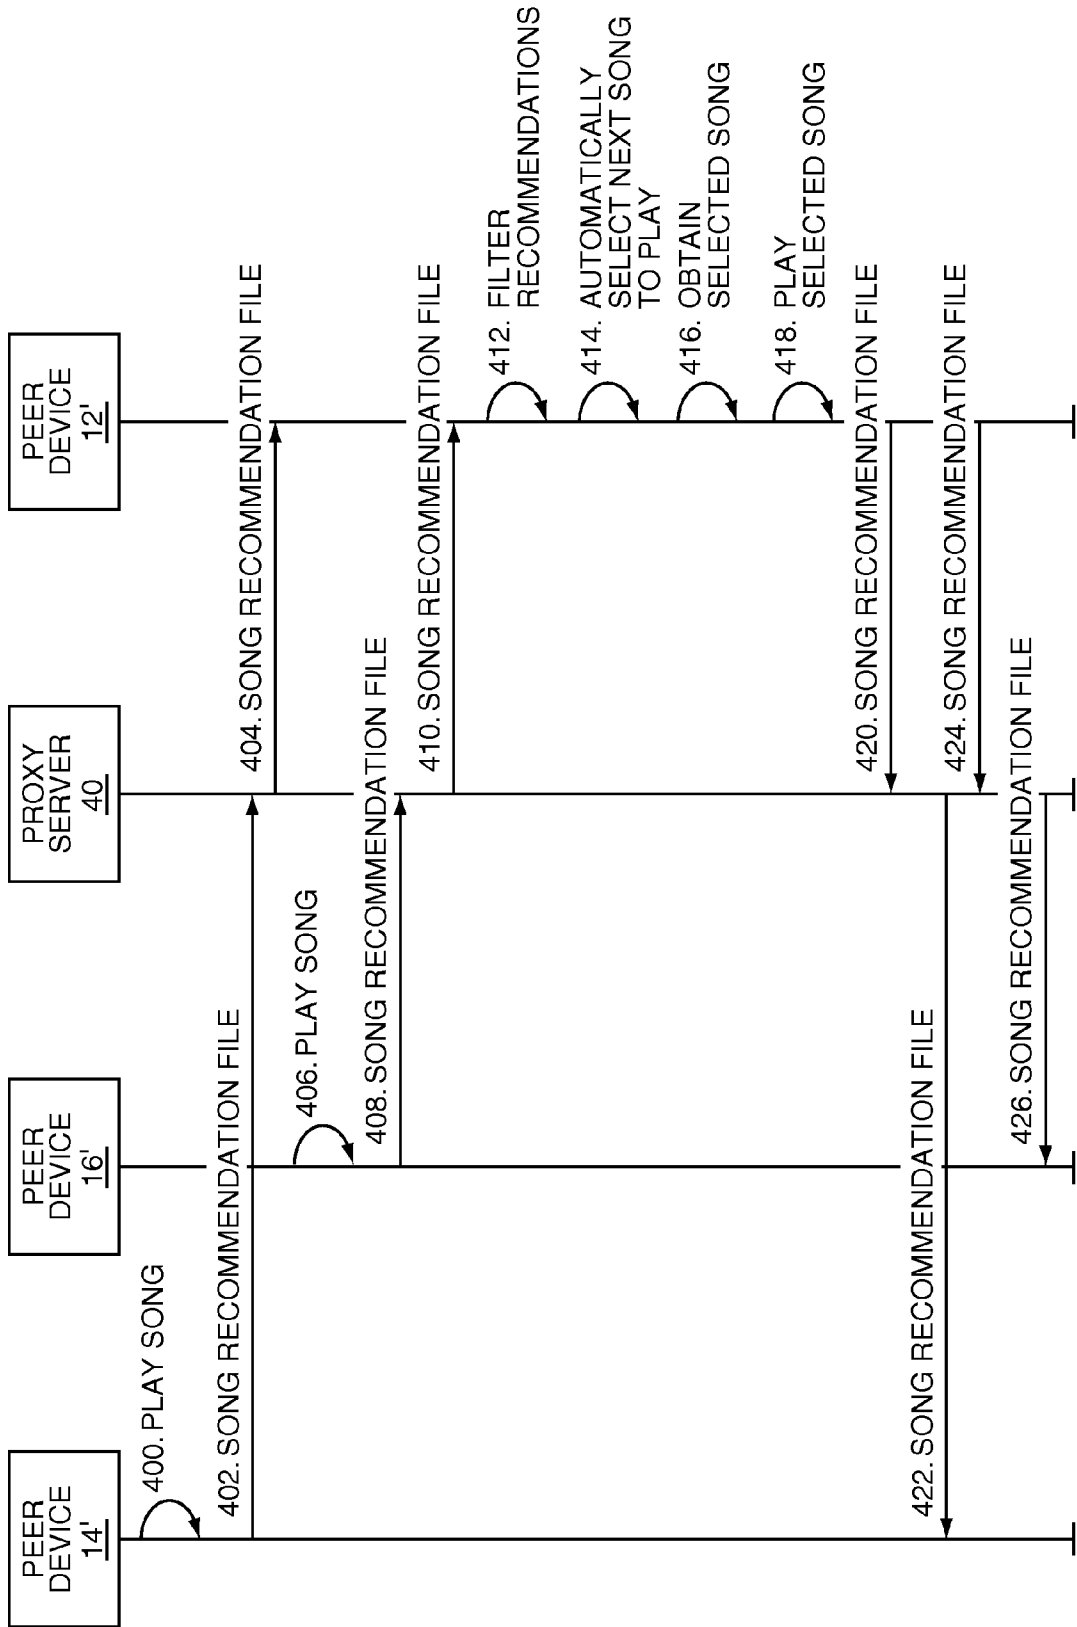 PEER
DEVICE
14'
PEER
DEVICE
16'
PROXY
SERVER
40
PEER
DEVICE
12'
400. PLAY SONG
402. SONG RECOMMENDATION FILE
404. SONG RECOMMENDATION FILE
406. PLAY SONG
408. SONG RECOMMENDATION FILE
410. SONG RECOMMENDATION FILE
412. FILTER
RECOMMENDATIONS
414. AUTOMATICALLY
SELECT NEXT SONG
TO PLAY
416. OBTAIN
SELECTED SONG
418. PLAY
SELECTED SONG
420. SONG RECOMMENDATION FILE
422. SONG RECOMMENDATION FILE
424. SONG RECOMMENDATION FILE
426. SONG RECOMMENDATION FILE